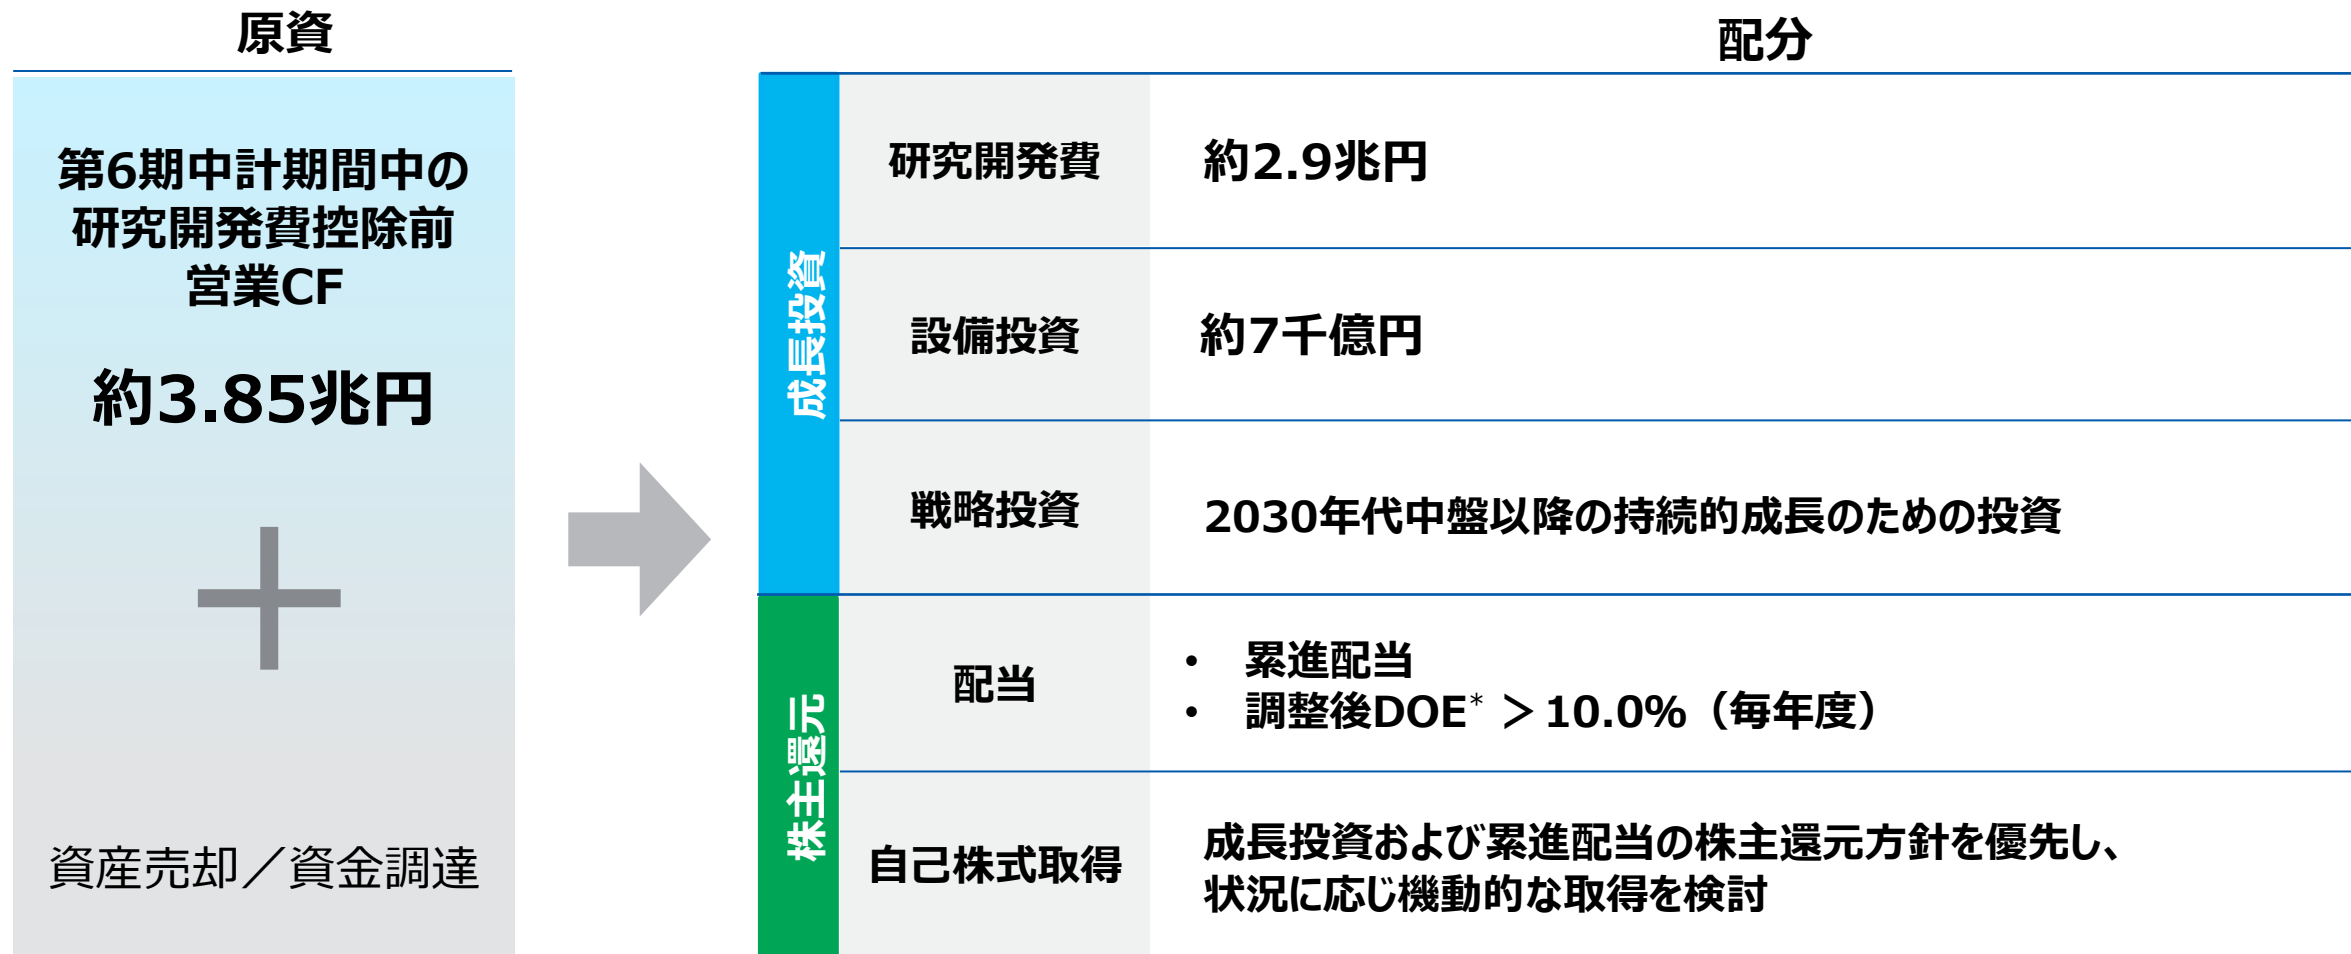 原資
第6期中計期間中の
研究開発費控除前
営業CF
約3.85兆円
+
資産売却／資金調達
配分
成長投資
研究開発費
約2.9兆円
設備投資
約7千億円
戦略投資
2030年代中盤以降の持続的成長のための投資
株主還元
配当
• 累進配当
• 調整後DOE* ＞10.0%（毎年度）
自己株式取得
成長投資および累進配当の株主還元方針を優先し、
状況に応じ機動的な取得を検討